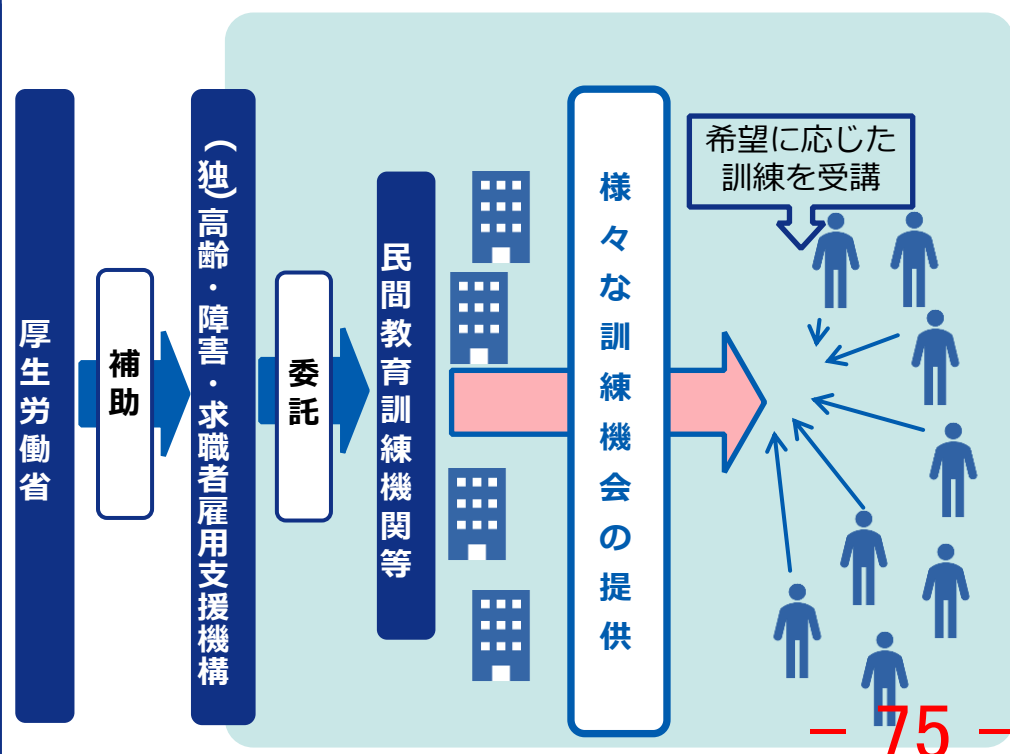 厚生労働省
補助
（独）高齢・障害・求職者雇用支援機構
委託
民間教育訓練機関等
様々な訓練機会の提供
希望に応じた
訓練を受講
― 75 ―